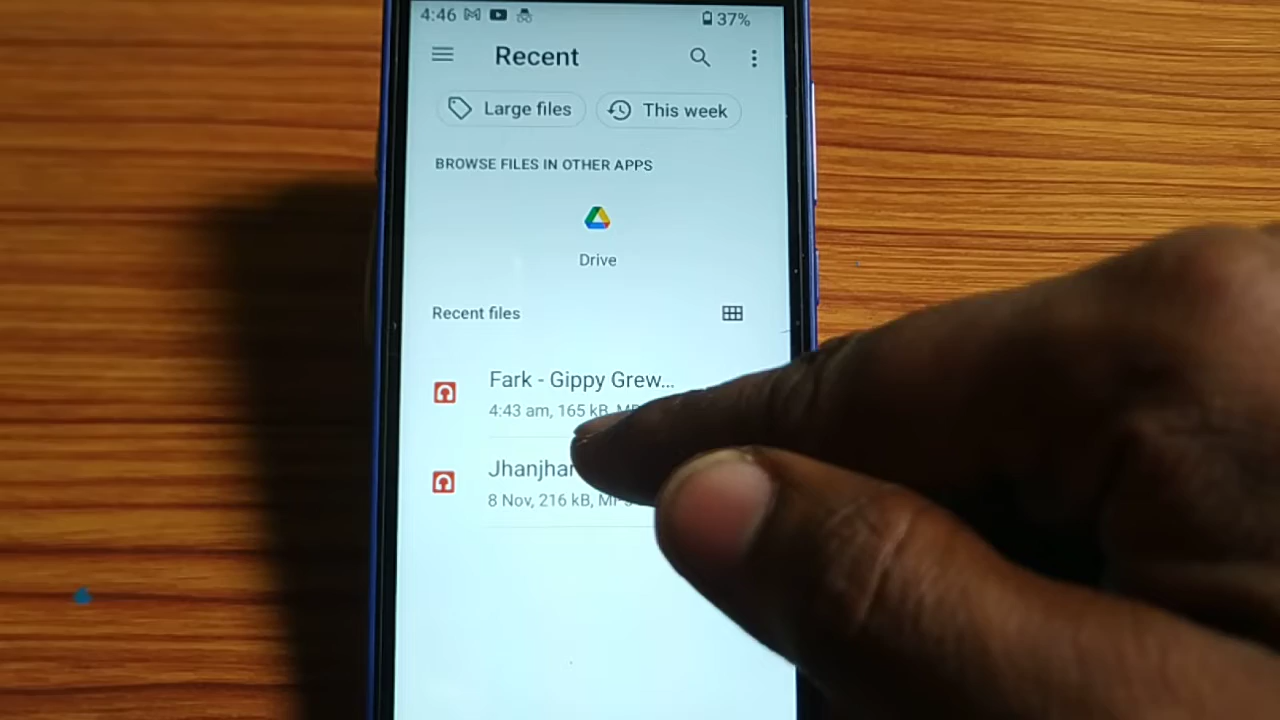 4:46 37%
Recent
Large files This week
BROWSE FILES IN OTHER APPS
Drive
Recent files
Fark - Gippy Grew...
4:43 am, 165 kB,
Jhanjhar
8 Nov, 216 kB,